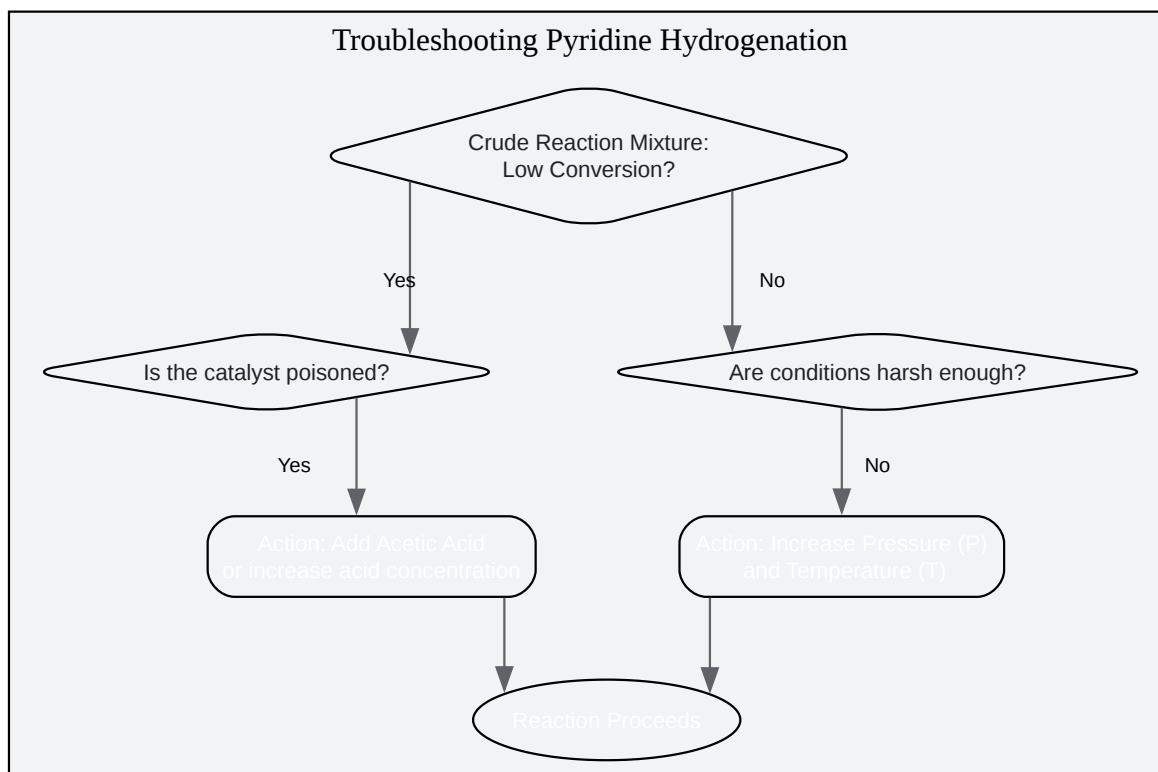 Troubleshooting Pyridine Hydrogenation
Crude Reaction Mixture:
Low Conversion?
Yes
No
Is the catalyst poisoned?
Are conditions harsh enough?
Yes
No
Action: Add Acetic Acid
or increase acid concentration
Action: Increase Pressure (P)
and Temperature (T)
Reaction Proceeds